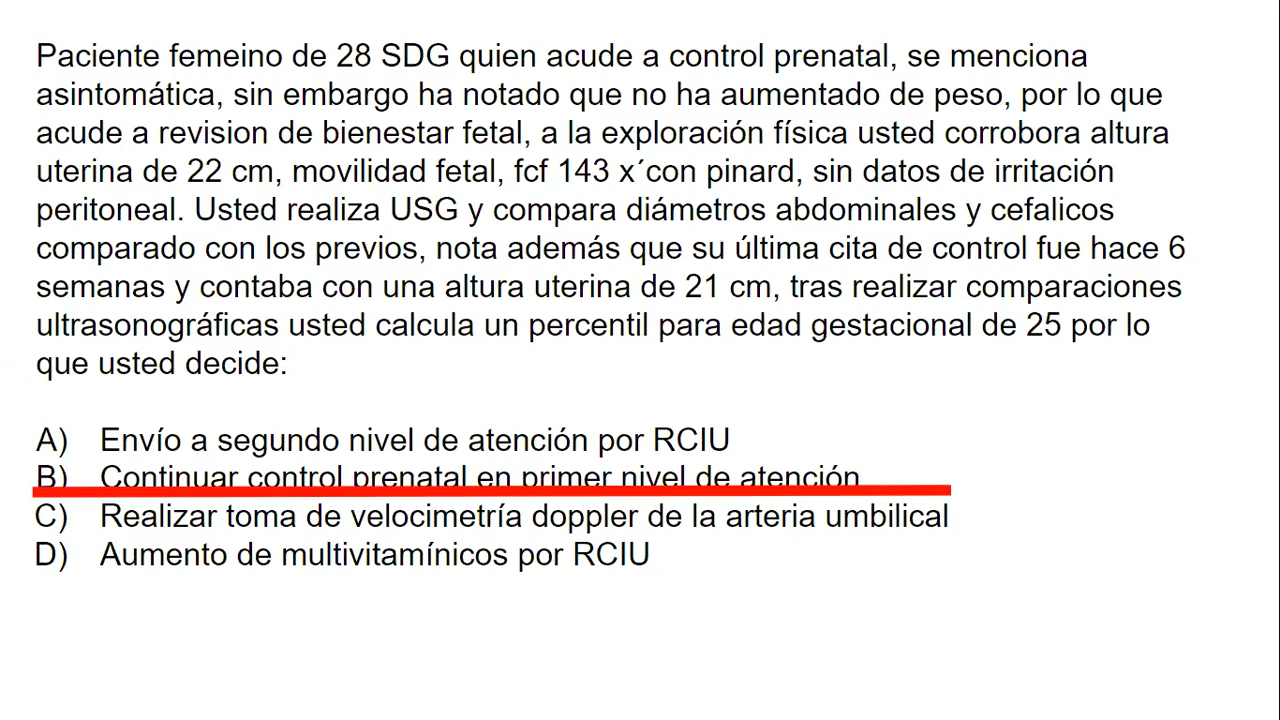 Paciente femeino de 28 SDG quien acude a control prenatal, se menciona
asintomática, sin embargo ha notado que no ha aumentado de peso, por lo que
acude a revision de bienestar fetal, a la exploración física usted corrobora altura
uterina de 22 cm, movilidad fetal, fcf 143 x´con pinard, sin datos de irritación
peritoneal. Usted realiza USG y compara diámetros abdominales y cefalicos
comparado con los previos, nota además que su última cita de control fue hace 6
semanas y contaba con una altura uterina de 21 cm, tras realizar comparaciones
ultrasonográficas usted calcula un percentil para edad gestacional de 25 por lo
que usted decide:
A) Envío a segundo nivel de atención por RCIU
B) Continuar control prenatal en primer nivel de atención
C) Realizar toma de velocimetría doppler de la arteria umbilical
D) Aumento de multivitamínicos por RCIU